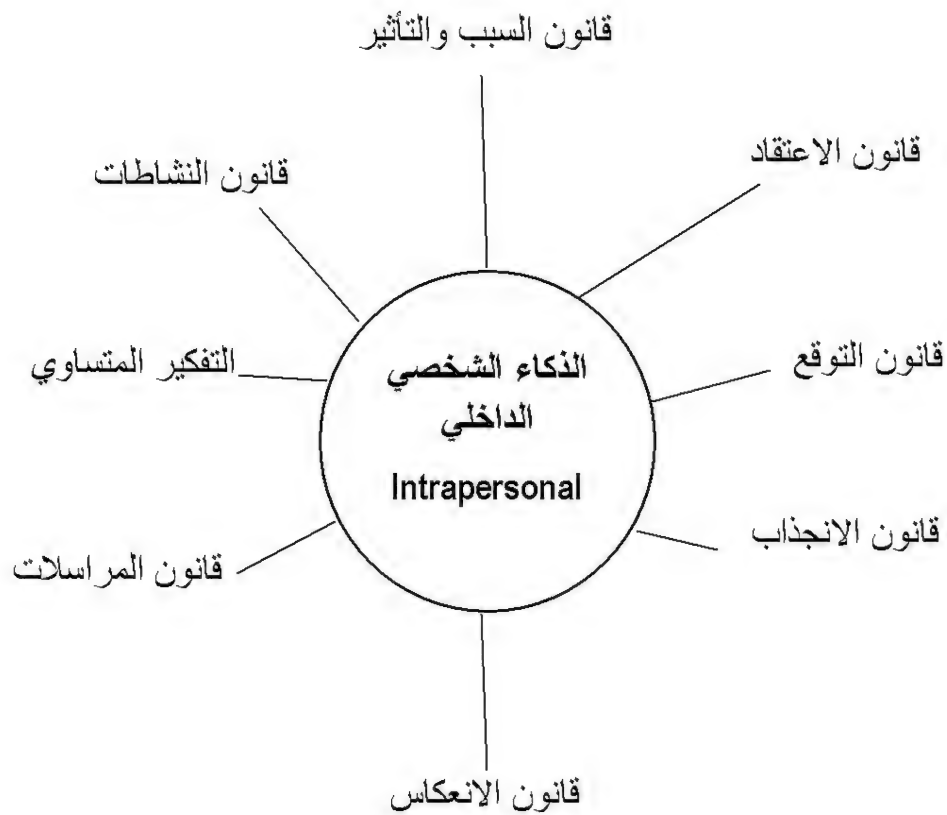 قانون السبب والتأثير
قانون الاعتقاد
قانون النشاطات
قانون التوقع
التفكير المتساوي
الذكاء الشخصي
الداخلي
Intrapersonal
قانون الانجذاب
قانون المراسلات
قانون الانعكاس